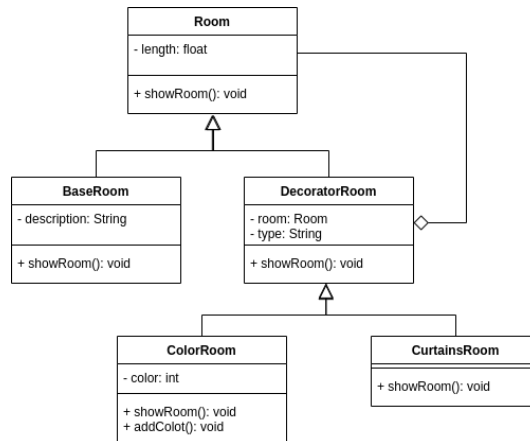 Room
- length: float
+ showRoom(): void
BaseRoom
- description: String
+ showRoom(): void
DecoratorRoom
- room: Room
- type: String
+ showRoom(): void
ColorRoom
- color: int
+ showRoom(): void
+ addColot(): void
CurtainsRoom
+ showRoom(): void